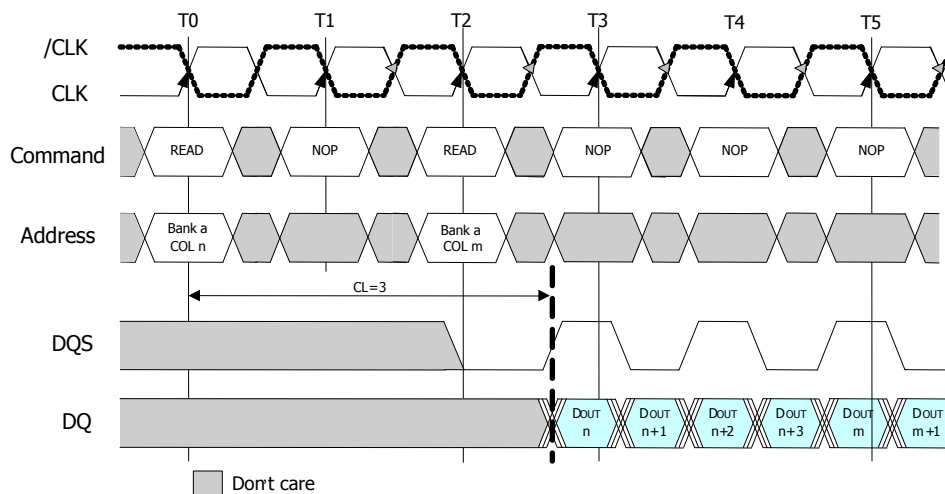 T0 T1 T2 T3 T4 T5
/CLK
CLK
Command READ NOP READ NOP NOP NOP
Address Bank a COL n Bank a COL m
CL=3
DQS
DQ DOUT n DOUT n+1 DOUT n+2 DOUT n+3 DOUT m DOUT m+1
Don't care